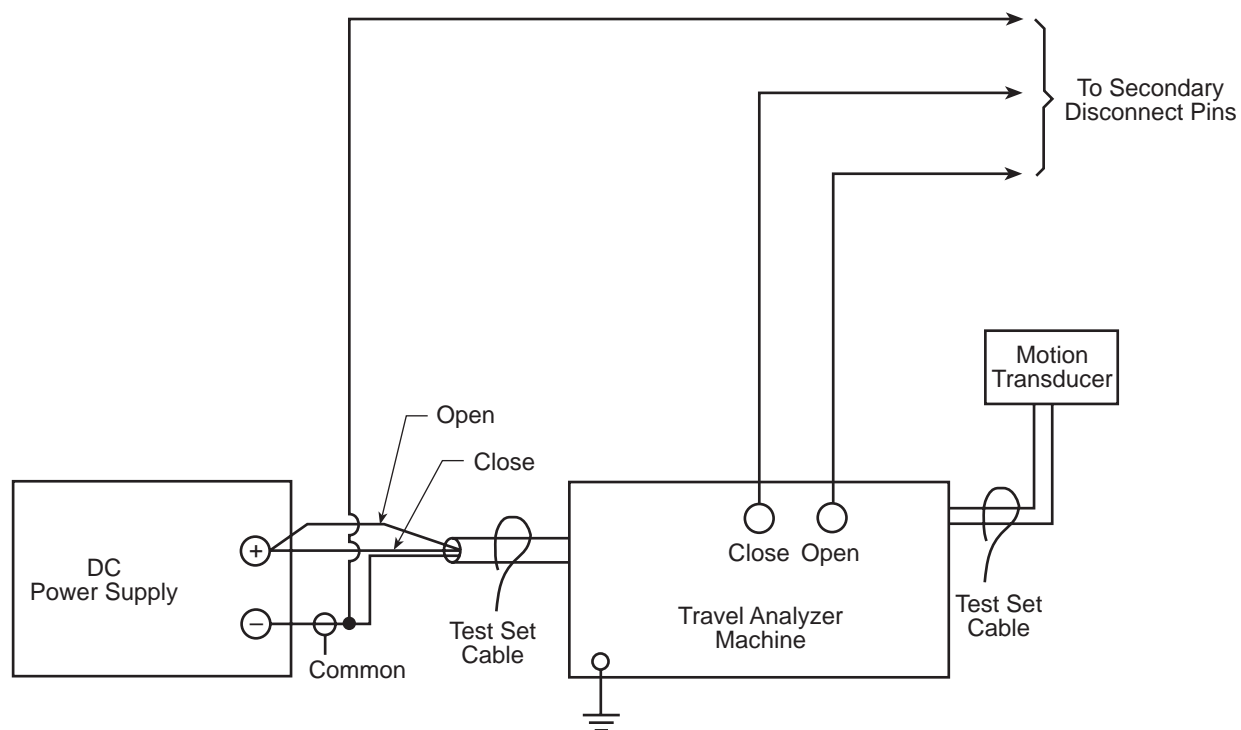 To Secondary
Disconnect Pins
Motion
Transducer
Open
Close
DC
Power Supply
+
−
Common
Test Set
Cable
Close Open
Travel Analyzer
Machine
Test Set
Cable